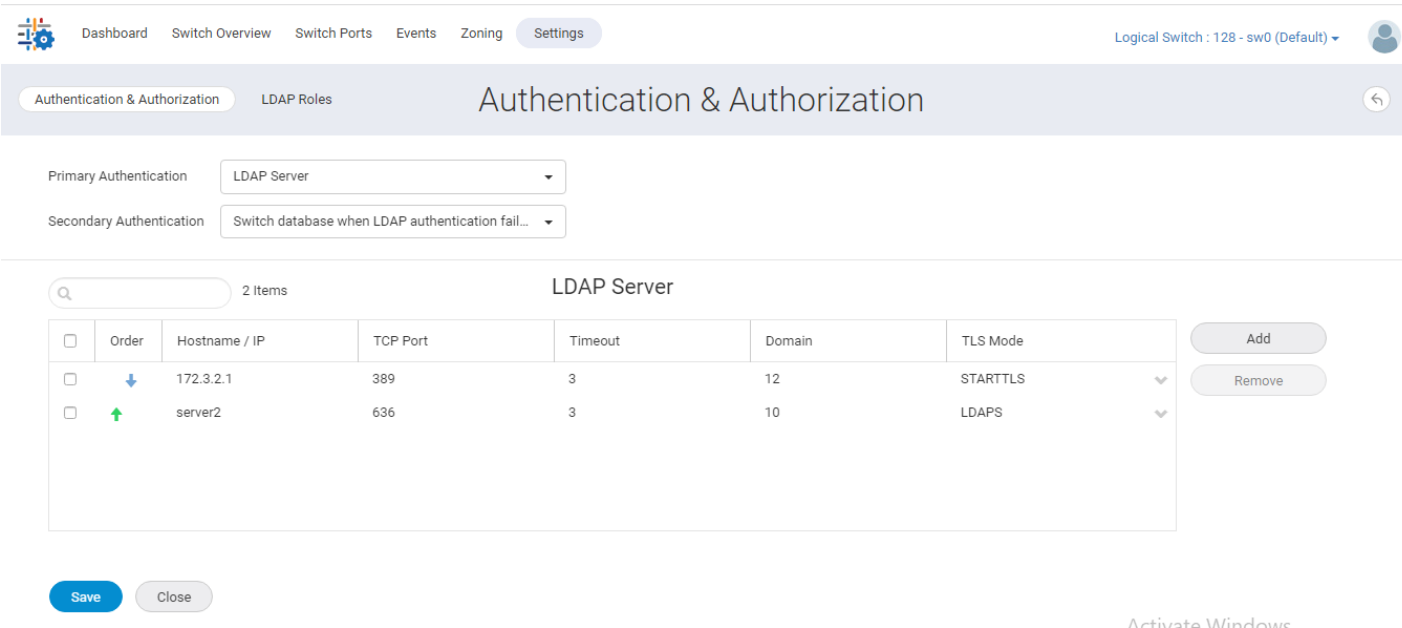 Dashboard Switch Overview Switch Ports Events Zoning Settings Logical Switch : 128 - sw0 (Default)
Authentication & Authorization LDAP Roles Authentication & Authorization
Primary Authentication LDAP Server
Secondary Authentication Switch database when LDAP authentication fail...
2 Items LDAP Server
Order Hostname / IP TCP Port Timeout Domain TLS Mode Add
172.3.2.1 389 3 12 STARTTLS Remove
server2 636 3 10 LDAPS
Save Close
Activate Windows